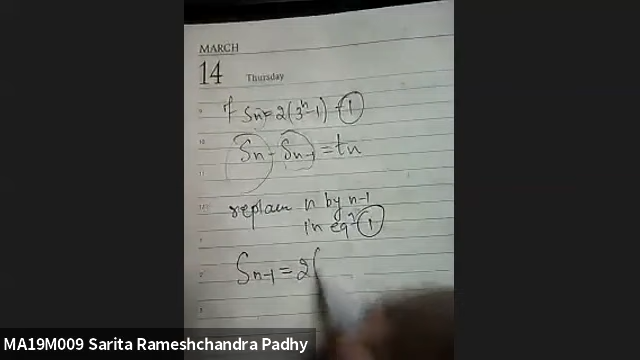 MARCH
14 Thursday
If Sn = 2(3ⁿ-1) -①
Sn - Sn-1 = tn
replace n by n-1
in eqⁿ ①
Sn-1 = 2(
MA19M009 Sarita Rameshchandra Padhy